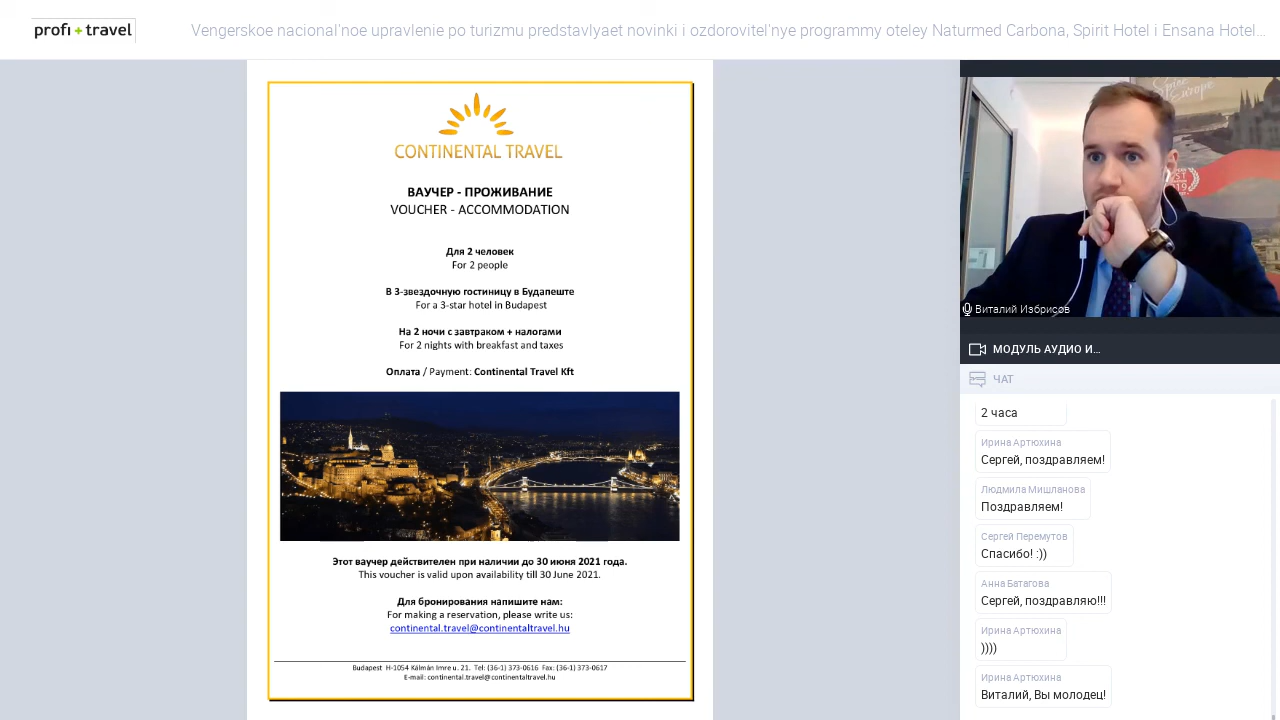 profi + travel
Vengerskoe nacional'noe upravlenie po turizmu predstavlyaet novinki i ozdorovitel'nye programmy oteley Naturmed Carbona, Spirit Hotel i Ensana Hotel...
CONTINENTAL TRAVEL
ВАУЧЕР - ПРОЖИВАНИЕ
VOUCHER - ACCOMMODATION
Для 2 человек
For 2 people
В 3-звездочную гостиницу в Будапеште
For a 3-star hotel in Budapest
На 2 ночи с завтраком + налогами
For 2 nights with breakfast and taxes
Оплата / Payment: Continental Travel Kft
Этот ваучер действителен при наличии до 30 июня 2021 года.
This voucher is valid upon availability till 30 June 2021.
Для бронирования напишите нам:
For making a reservation, please write us:
continental.travel@continentaltravel.hu
Budapest H-1054 Kálmán Imre u. 21. Tel: (36-1) 373-0616 Fax: (36-1) 373-0617
E-mail: continental.travel@continentaltravel.hu
Spice
of Europe
Виталий Избрисов
МОДУЛЬ АУДИО И...
ЧАТ
2 часа
Ирина Артюхина
Сергей, поздравляем!
Людмила Мишланова
Поздравляем!
Сергей Перемутов
Спасибо! :))
Анна Батагова
Сергей, поздравляю!!!
Ирина Артюхина
))))
Ирина Артюхина
Виталий, Вы молодец!